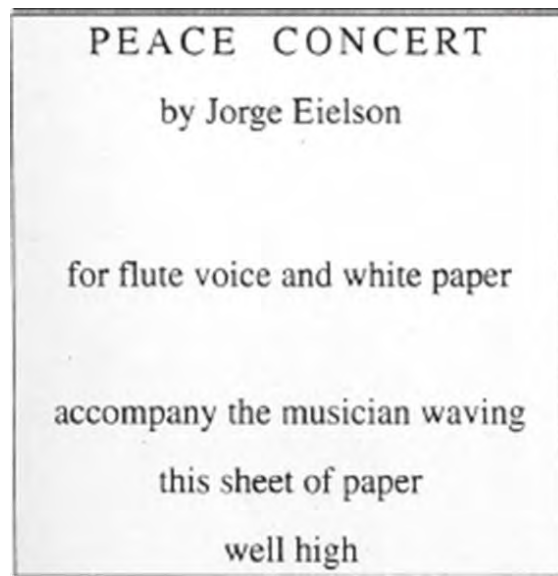 PEACE CONCERT
by Jorge Eielson
for flute voice and white paper
accompany the musician waving
this sheet of paper
well high